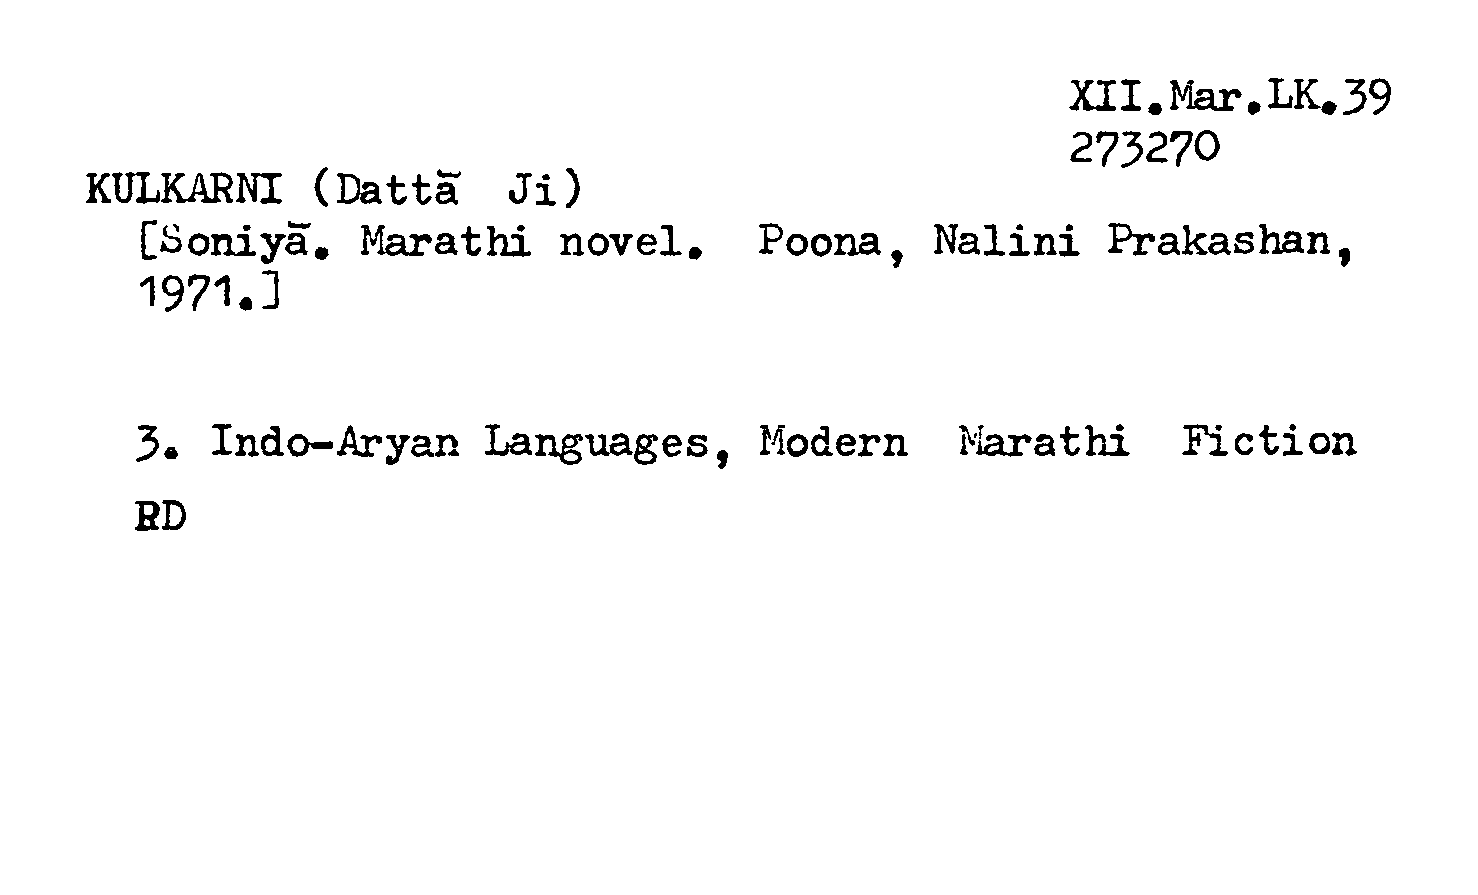 XII.Mar.LK.39
273270
KULKARNI (Dattā Ji)
[Soniyā. Marathi novel. Poona, Nalini Prakashan,
1971.]
3. Indo-Aryan Languages, Modern Marathi Fiction
RD